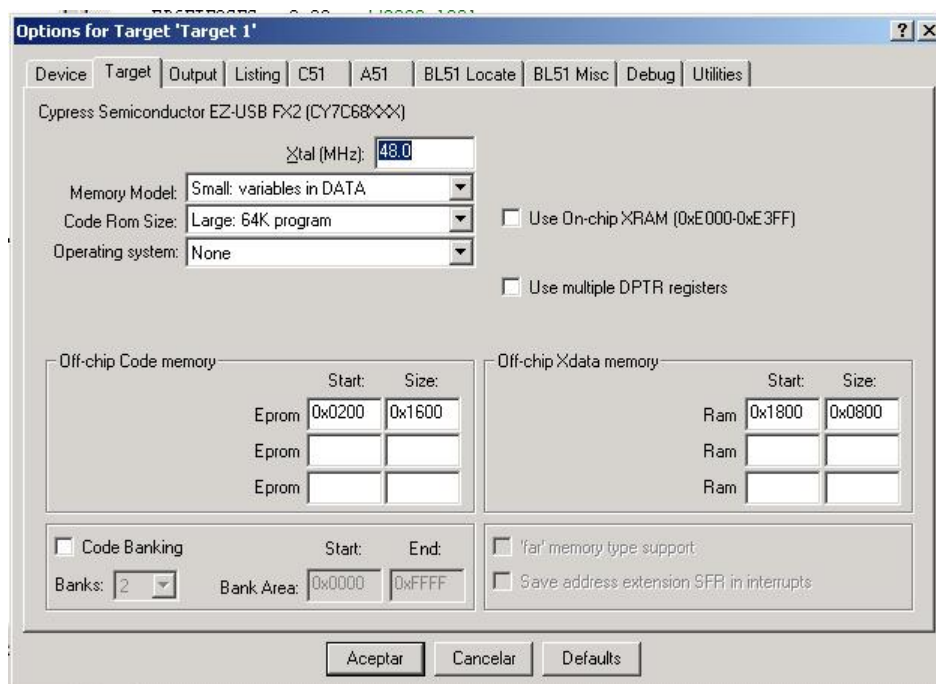 Options for Target 'Target 1'
Device Target Output Listing C51 A51 BL51 Locate BL51 Misc Debug Utilities
Cypress Semiconductor EZ-USB FX2 (CY7C68XXX)
Xtal (MHz): 48.0
Memory Model: Small: variables in DATA
Code Rom Size: Large: 64K program
Use On-chip XRAM (0xE000-0xE3FF)
Operating system: None
Use multiple DPTR registers
Off-chip Code memory
Start: Size:
Eprom 0x0200 0x1600
Eprom
Eprom
Off-chip Xdata memory
Start: Size:
Ram 0x1800 0x0800
Ram
Ram
Code Banking Start: End:
Banks: 2 Bank Area: 0x0000 0xFFFF
'far' memory type support
Save address extension SFR in interrupts
Aceptar Cancelar Defaults